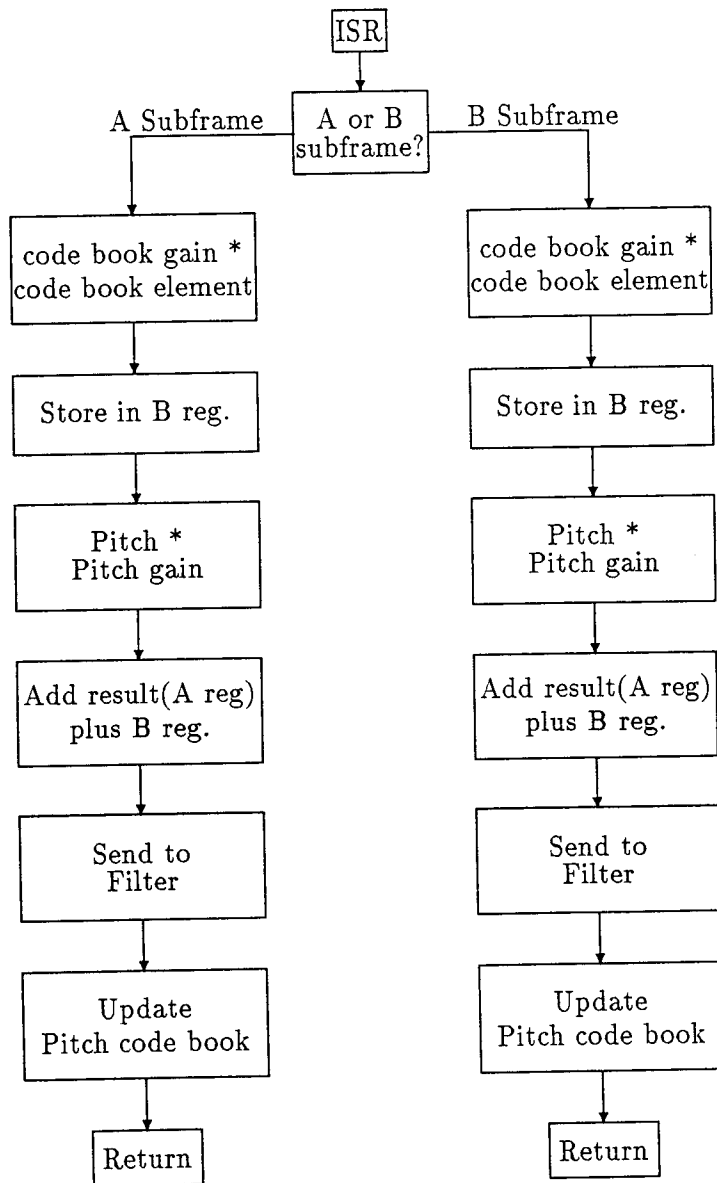 ISR
A or B
subframe?
A Subframe
B Subframe
code book gain *
code book element
Store in B reg.
Pitch *
Pitch gain
Add result(A reg)
plus B reg.
Send to
Filter
Update
Pitch code book
Return
code book gain *
code book element
Store in B reg.
Pitch *
Pitch gain
Add result(A reg)
plus B reg.
Send to
Filter
Update
Pitch code book
Return